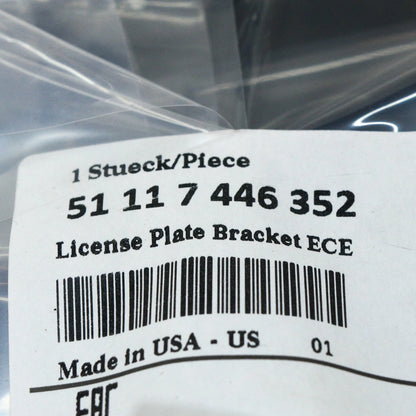 1 Stueck/Piece
51 11 7 446 352
License Plate Bracket ECE
Made in USA - US 01
EAC